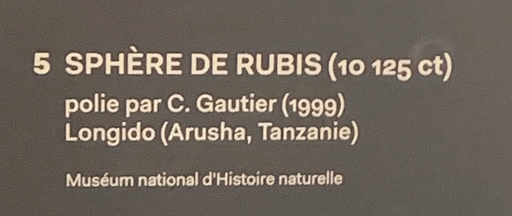 5 SPHÈRE DE RUBIS (10 125 ct)
polie par C. Gautier (1999)
Longido (Arusha, Tanzanie)
Muséum national d'Histoire naturelle